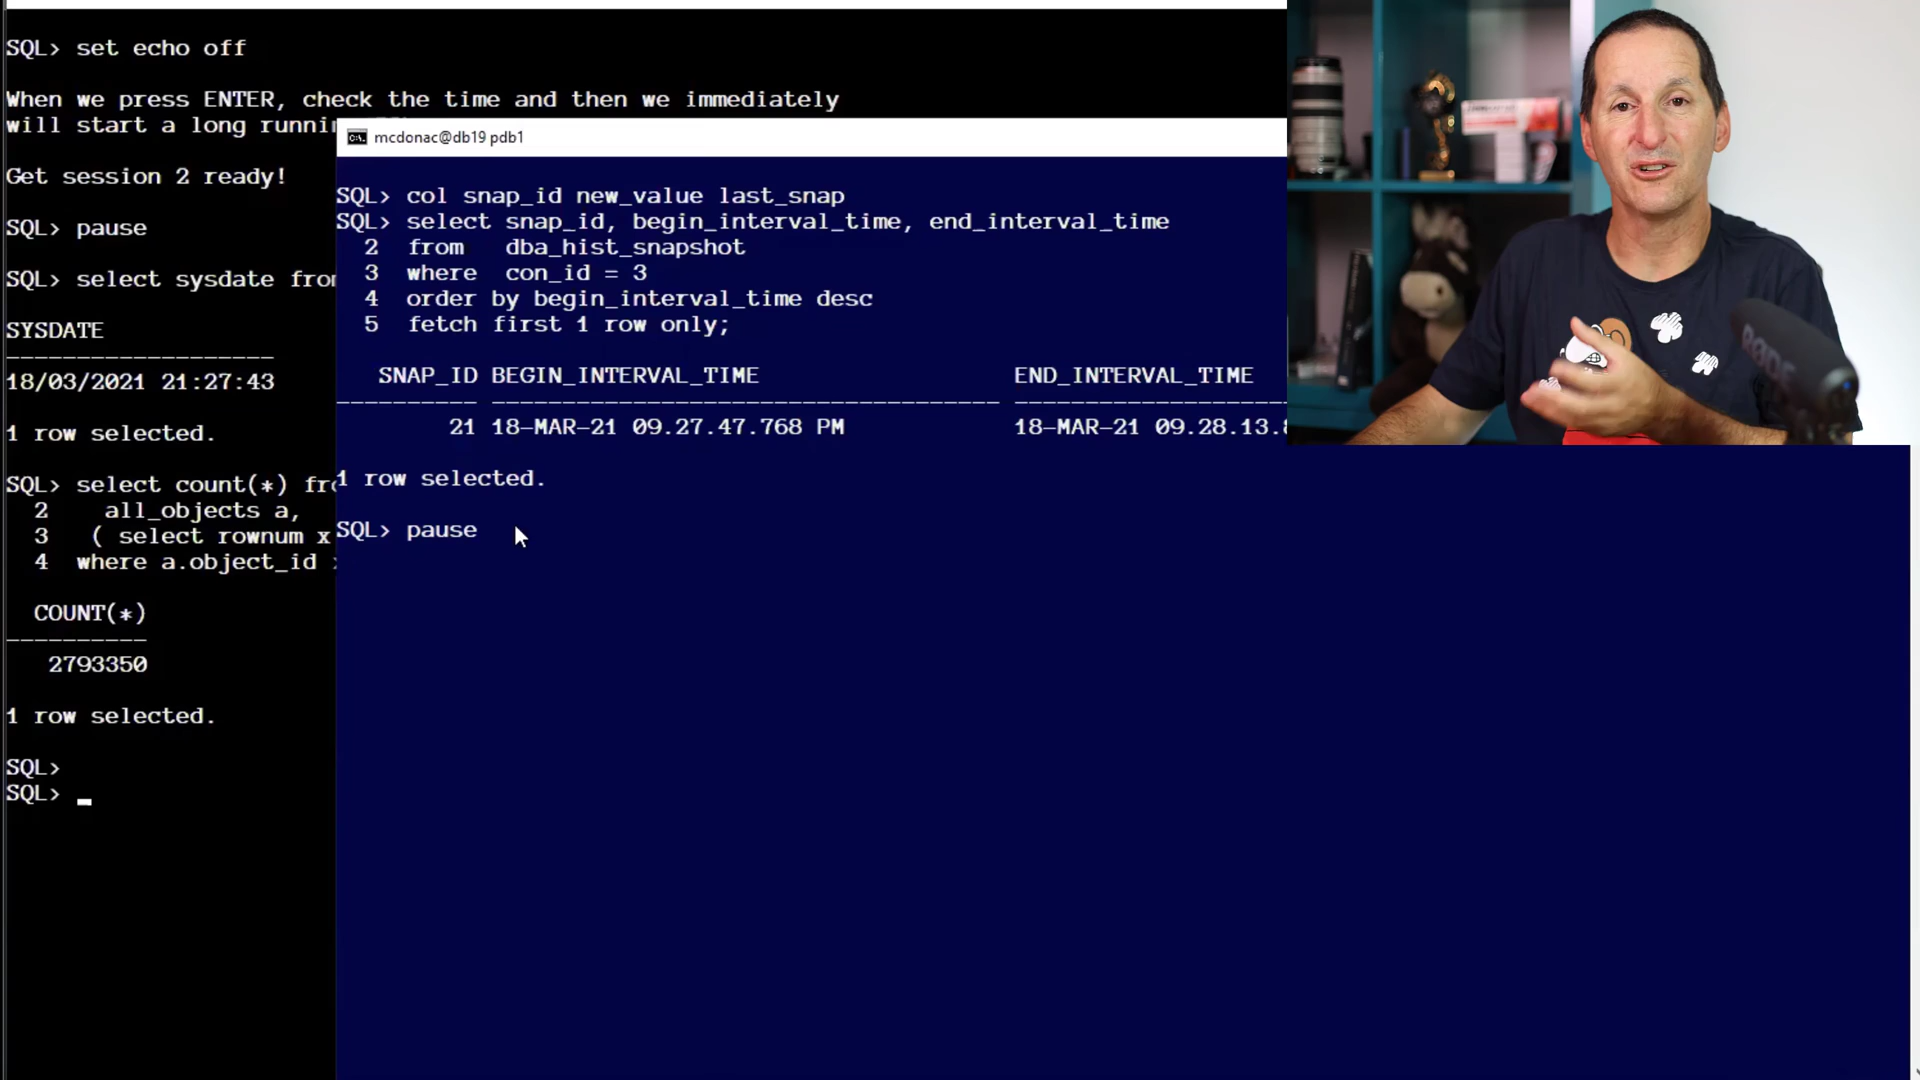 SQL> set echo off
When we press ENTER, check the time and then we immediately
will start a long runnin
Get session 2 ready!
SQL> pause
SQL> select sysdate from
SYSDATE
------------------
18/03/2021 21:27:43
1 row selected.
SQL> select count(*) fro
2 all_objects a,
3 ( select rownum x
4 where a.object_id
COUNT(*)
----------
2793350
1 row selected.
SQL>
SQL> _
mcdonac@db19 pdb1
SQL> col snap_id new_value last_snap
SQL> select snap_id, begin_interval_time, end_interval_time
2 from dba_hist_snapshot
3 where con_id = 3
4 order by begin_interval_time desc
5 fetch first 1 row only;
SNAP_ID BEGIN_INTERVAL_TIME END_INTERVAL_TIME
21 18-MAR-21 09.27.47.768 PM 18-MAR-21 09.28.13.8
1 row selected.
SQL> pause
RØDE